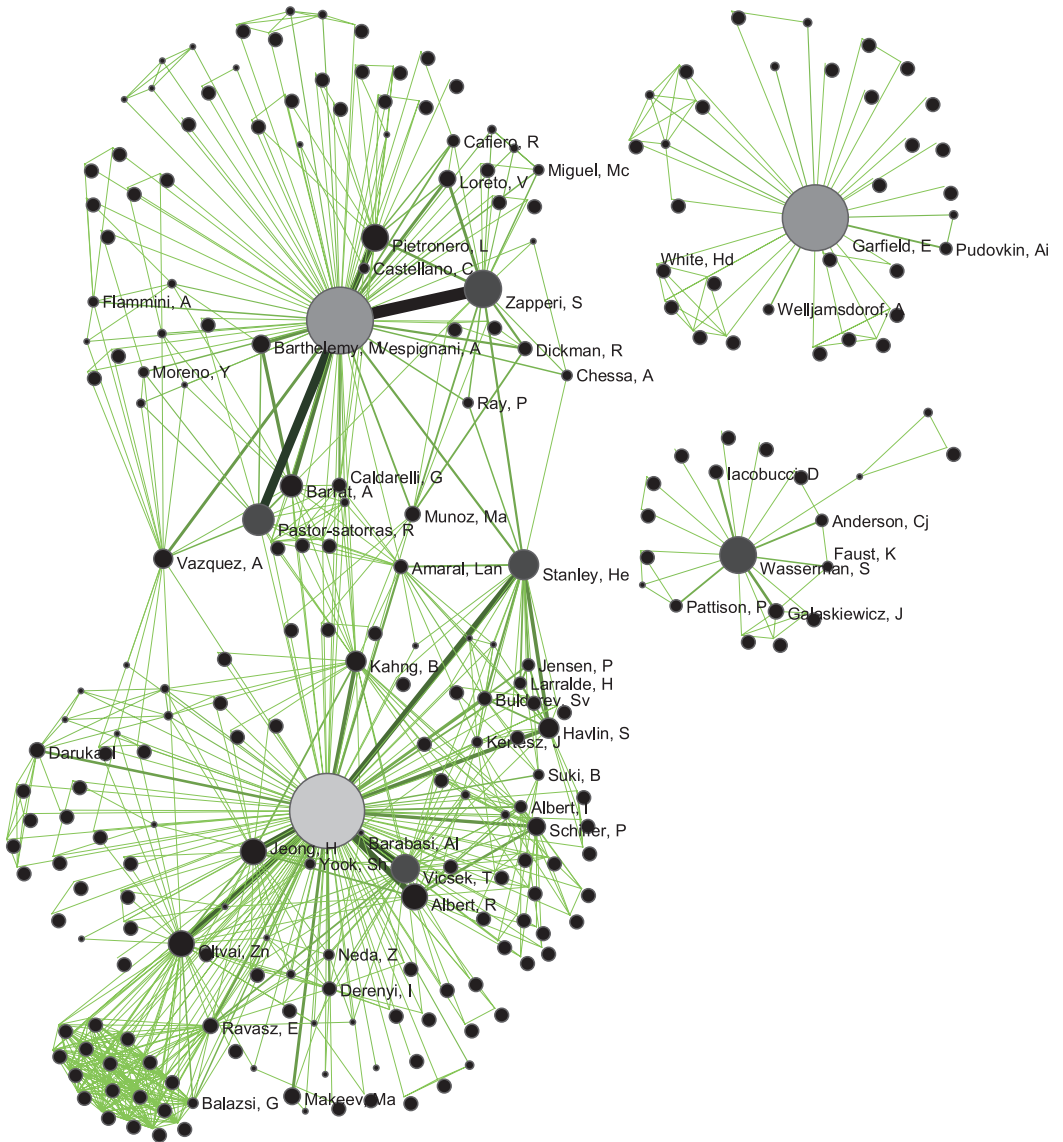 Cafiero, R
Miguel, Mc
Loreto, V
Pietronero, L
Garfield, E
Pudovkin, Ai
White, Hd
Castellano, C
Zapperi, S
Flammini, A
Welljamsdorof, A
Barthelemy, M
Vespignani, A
Dickman, R
Moreno, Y
Chessa, A
Ray, P
Iacobucci, D
Caldarelli, G
Barrat, A
Munoz, Ma
Anderson, Cj
Pastor-satorras, R
Vazquez, A
Amaral, Lan
Stanley, He
Faust, K
Wasserman, S
Pattison, P
Galaskiewicz, J
Kahng, B
Jensen, P
Larralde, H
Buldyrev, Sv
Havlin, S
Kertesz, J
Daruka, I
Suki, B
Albert, I
Schiffer, P
Barabasi, Al
Jeong, H
Yook, Sh
Vicsek, T
Albert, R
Oltvai, Zn
Neda, Z
Derenyi, I
Ravasz, E
Makeev, Ma
Balazsi, G